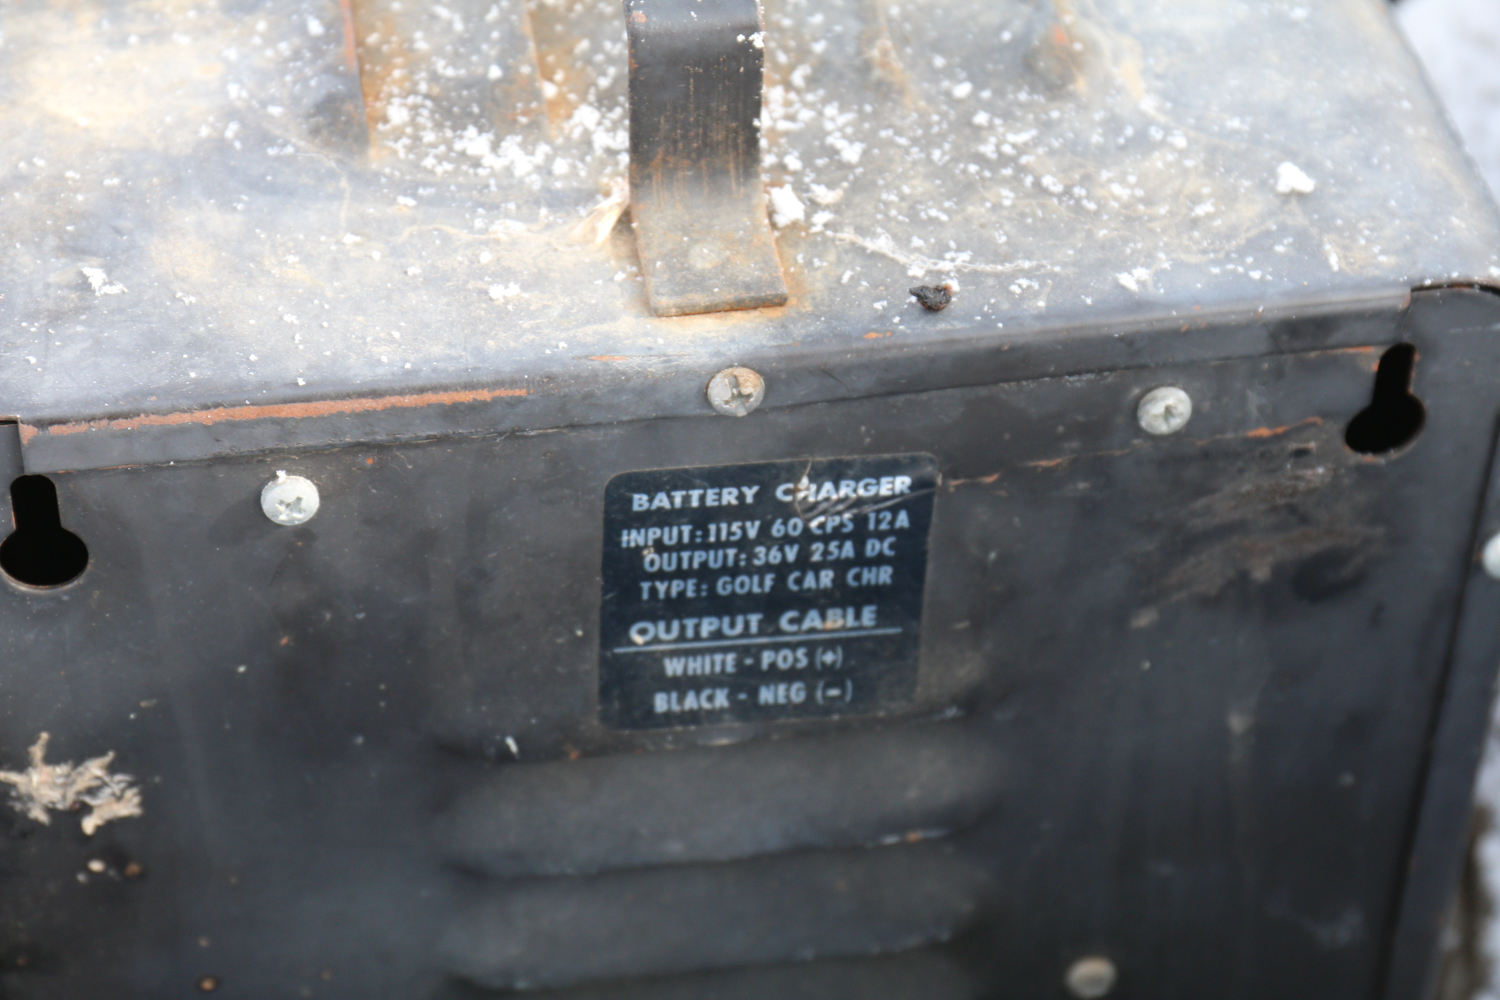 BATTERY CHARGER
INPUT: 115V 60 CPS 12A
OUTPUT: 36V 25A DC
TYPE: GOLF CAR CHR
OUTPUT CABLE
WHITE - POS (+)
BLACK - NEG (-)